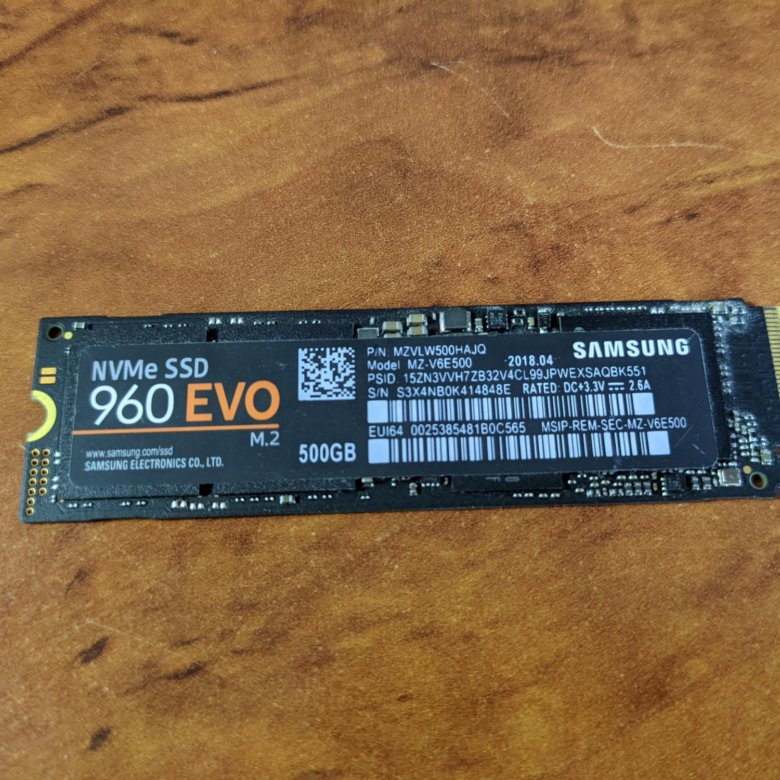 NVMe SSD
960 EVO
M.2
www.samsung.com/ssd
SAMSUNG ELECTRONICS CO., LTD.
500GB
P/N: MZVLW500HAJQ
Model: MZ-V6E500 2018.04
SAMSUNG
PSID 15ZN3VVH7ZB32V4CL99JPWEXSAQBK551
S/N S3X4NB0K414848E RATED: DC+3.3V ⎓ 2.6A
EUI64 0025385481B0C565 MSIP-REM-SEC-MZ-V6E500